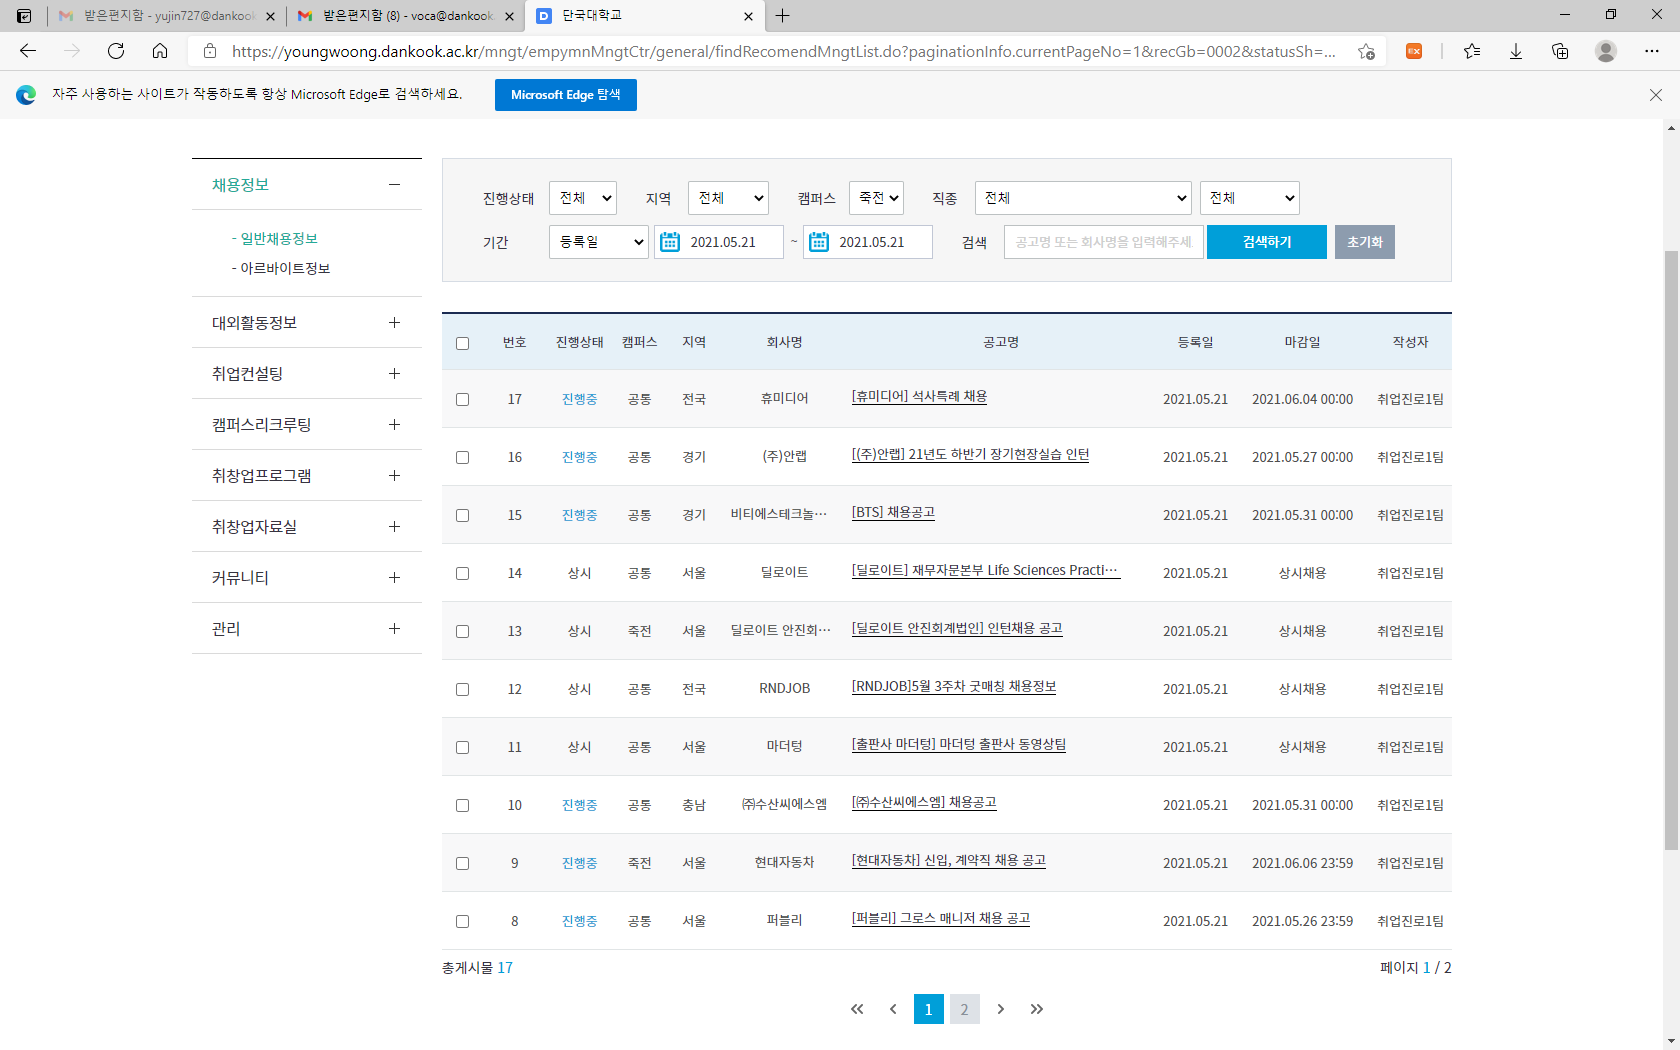 받은편지함 - yujin727@dankook
받은편지함 (8) - voca@dankook
단국대학교
https://youngwoong.dankook.ac.kr/mngt/empymnMngtCtr/general/findRecomendMngtList.do?paginationInfo.currentPageNo=1&recGb=0002&statusSh=...
자주 사용하는 사이트가 작동하도록 항상 Microsoft Edge로 검색하세요.
Microsoft Edge 탐색
채용정보
- 일반채용정보
- 아르바이트정보
대외활동정보
취업컨설팅
캠퍼스리크루팅
취창업프로그램
취창업자료실
커뮤니티
관리
진행상태 전체 지역 전체 캠퍼스 죽전 직종 전체 전체
기간 등록일 2021.05.21 ~ 2021.05.21 검색 공고명 또는 회사명을 입력해주세. 검색하기 초기화
번호 진행상태 캠퍼스 지역 회사명 공고명 등록일 마감일 작성자
17 진행중 공통 전국 휴미디어 [휴미디어] 석사특례 채용 2021.05.21 2021.06.04 00:00 취업진로1팀
16 진행중 공통 경기 (주)안랩 [(주)안랩] 21년도 하반기 장기현장실습 인턴 2021.05.21 2021.05.27 00:00 취업진로1팀
15 진행중 공통 경기 비티에스테크놀… [BTS] 채용공고 2021.05.21 2021.05.31 00:00 취업진로1팀
14 상시 공통 서울 딜로이트 [딜로이트] 재무자문본부 Life Sciences Practi… 2021.05.21 상시채용 취업진로1팀
13 상시 죽전 서울 딜로이트 안진회… [딜로이트 안진회계법인] 인턴채용 공고 2021.05.21 상시채용 취업진로1팀
12 상시 공통 전국 RNDJOB [RNDJOB]5월 3주차 굿매칭 채용정보 2021.05.21 상시채용 취업진로1팀
11 상시 공통 서울 마더텅 [출판사 마더텅] 마더텅 출판사 동영상팀 2021.05.21 상시채용 취업진로1팀
10 진행중 공통 충남 ㈜수산씨에스엠 [㈜수산씨에스엠] 채용공고 2021.05.21 2021.05.31 00:00 취업진로1팀
9 진행중 죽전 서울 현대자동차 [현대자동차] 신입, 계약직 채용 공고 2021.05.21 2021.06.06 23:59 취업진로1팀
8 진행중 공통 서울 퍼블리 [퍼블리] 그로스 매니저 채용 공고 2021.05.21 2021.05.26 23:59 취업진로1팀
총게시물 17
페이지 1 / 2
1 2